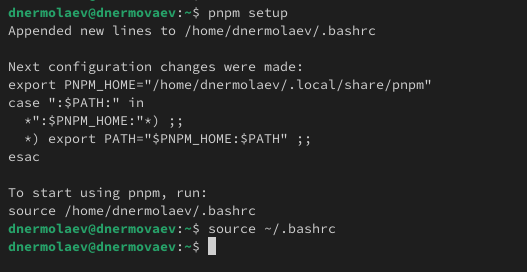 dnermolaev@dnermovaev:~$ pnpm setup
Appended new lines to /home/dnermolaev/.bashrc

Next configuration changes were made:
export PNPM_HOME="/home/dnermolaev/.local/share/pnpm"
case ":$PATH:" in
  *":$PNPM_HOME:"*) ;;
  *) export PATH="$PNPM_HOME:$PATH" ;;
esac

To start using pnpm, run:
source /home/dnermolaev/.bashrc
dnermolaev@dnermovaev:~$ source ~/.bashrc
dnermolaev@dnermovaev:~$